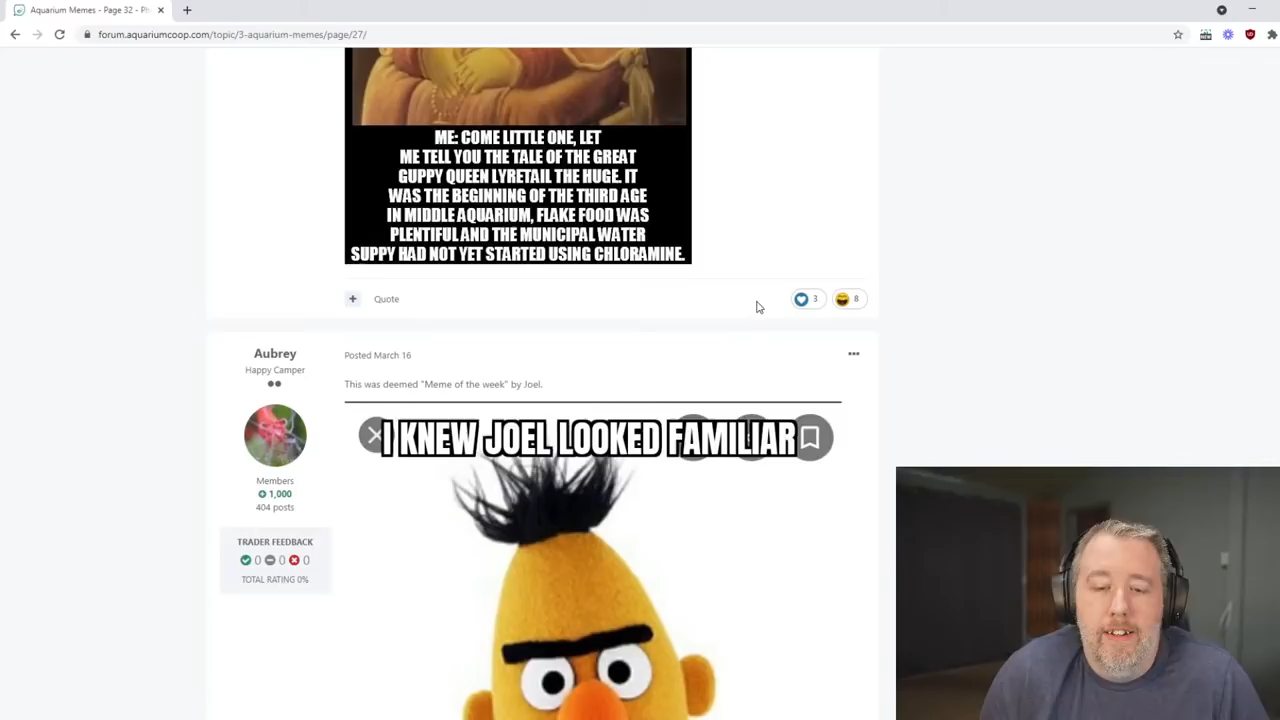 Aquarium Memes - Page 32 - Ph
forum.aquariumcoop.com/topic/3-aquarium-memes/page/27/
ME: COME LITTLE ONE, LET
ME TELL YOU THE TALE OF THE GREAT
GUPPY QUEEN LYRETAIL THE HUGE. IT
WAS THE BEGINNING OF THE THIRD AGE
IN MIDDLE AQUARIUM, FLAKE FOOD WAS
PLENTIFUL AND THE MUNICIPAL WATER
SUPPY HAD NOT YET STARTED USING CHLORAMINE.
+ Quote
3 8
Aubrey
Happy Camper
Members
1,000
404 posts
TRADER FEEDBACK
0 0 0
TOTAL RATING 0%
Posted March 16
This was deemed "Meme of the week" by Joel.
I KNEW JOEL LOOKED FAMILIAR